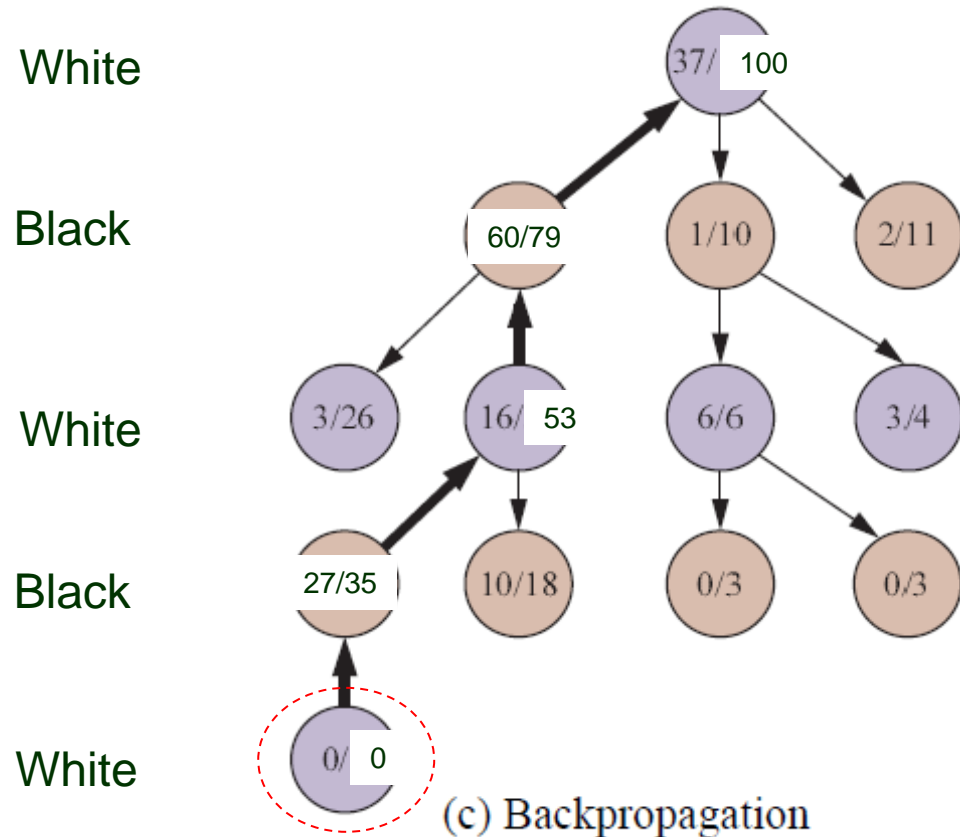 White
37/ 100
Black
60/79 1/10 2/11
White
3/26 16/ 53 6/6 3/4
Black
27/35 10/18 0/3 0/3
White
0/ 0
(c) Backpropagation